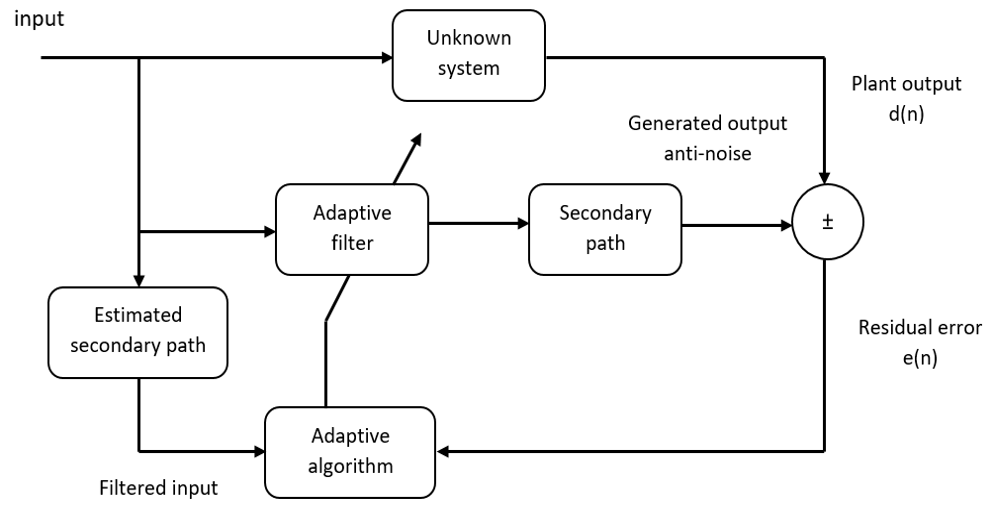 input
Unknown
system
Plant output
d(n)
Generated output
anti-noise
Adaptive
filter
Secondary
path
±
Estimated
secondary path
Residual error
e(n)
Adaptive
algorithm
Filtered input